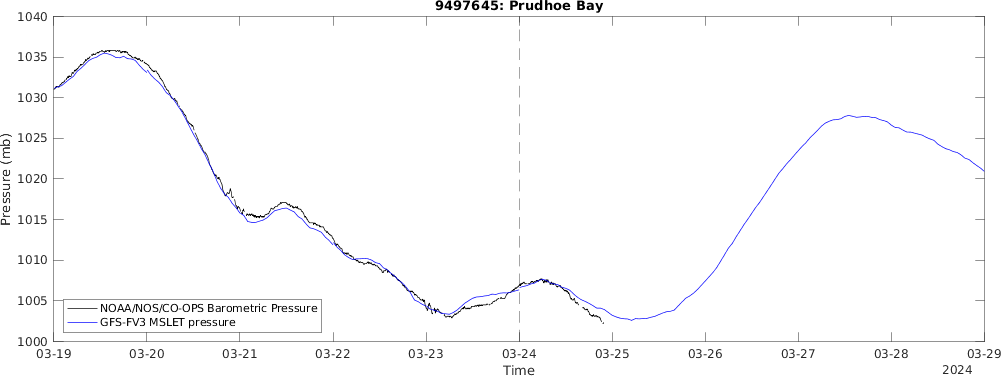 9497645: Prudhoe Bay
1040
1035
1030
1025
1020
1015
1010
1005
1000
Pressure (mb)
NOAA/NOS/CO-OPS Barometric Pressure
GFS-FV3 MSLET pressure
03-19 03-20 03-21 03-22 03-23 03-24 03-25 03-26 03-27 03-28 03-29
Time
2024